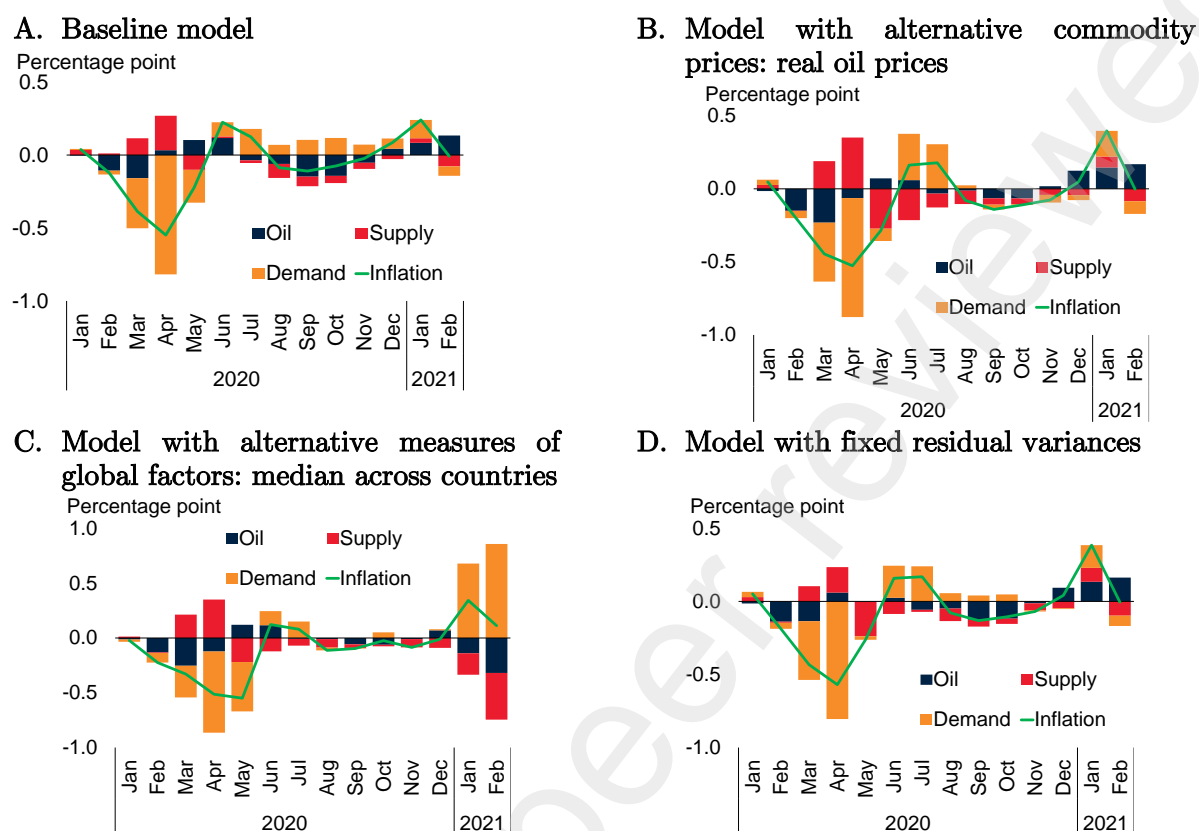 A. Baseline model
Percentage point
0.5
0.0
-0.5
-1.0
Oil Supply
Demand Inflation
Jan Feb Mar Apr May Jun Jul Aug Sep Oct Nov Dec Jan Feb
2020 2021
B. Model with alternative commodity
prices: real oil prices
Percentage point
0.5
0.0
-0.5
-1.0
Oil Supply
Demand Inflation
Jan Feb Mar Apr May Jun Jul Aug Sep Oct Nov Dec Jan Feb
2020 2021
C. Model with alternative measures of
global factors: median across countries
Percentage point
1.0
0.5
0.0
-0.5
-1.0
Oil Supply
Demand Inflation
Jan Feb Mar Apr May Jun Jul Aug Sep Oct Nov Dec Jan Feb
2020 2021
D. Model with fixed residual variances
Percentage point
0.5
0.0
-0.5
-1.0
Oil Supply
Demand Inflation
Jan Feb Mar Apr May Jun Jul Aug Sep Oct Nov Dec Jan Feb
2020 2021
peer reviewe